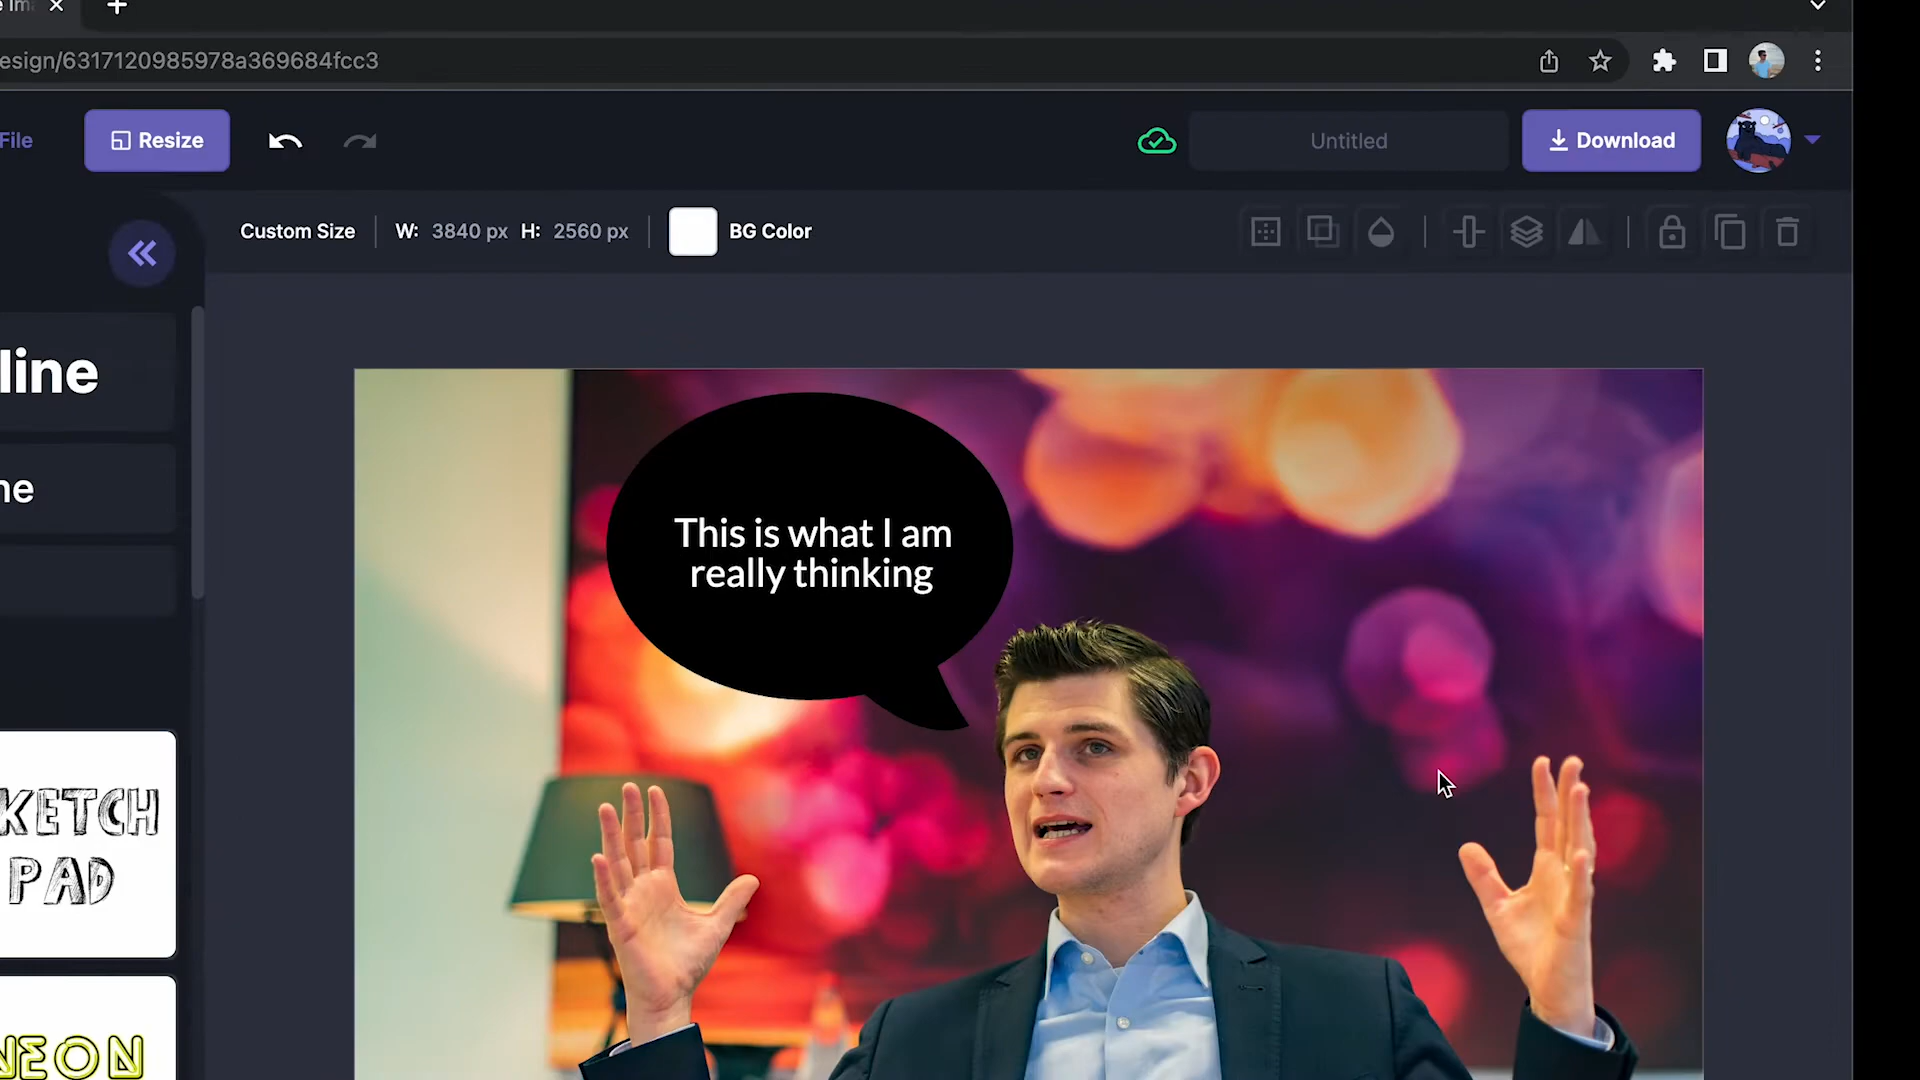 esign/6317120985978a369684fcc3
File
Resize
Untitled
Download
Custom Size
W: 3840 px H: 2560 px
BG Color
line
ne
This is what I am
really thinking
KETCH
PAD
NEON